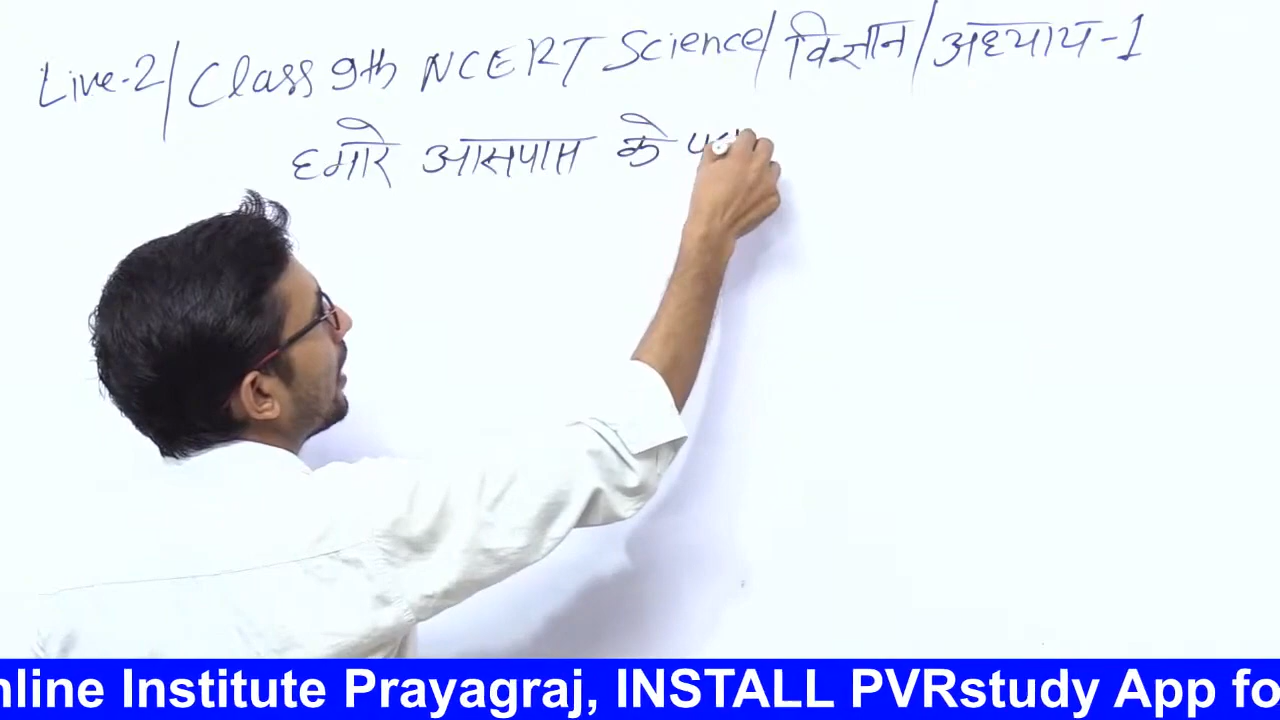 Live-2/Class 9th NCERT Science/विज्ञान/अध्याय-1
हमारे आसपास के
nline Institute Prayagraj, INSTALL PVRstudy App fo